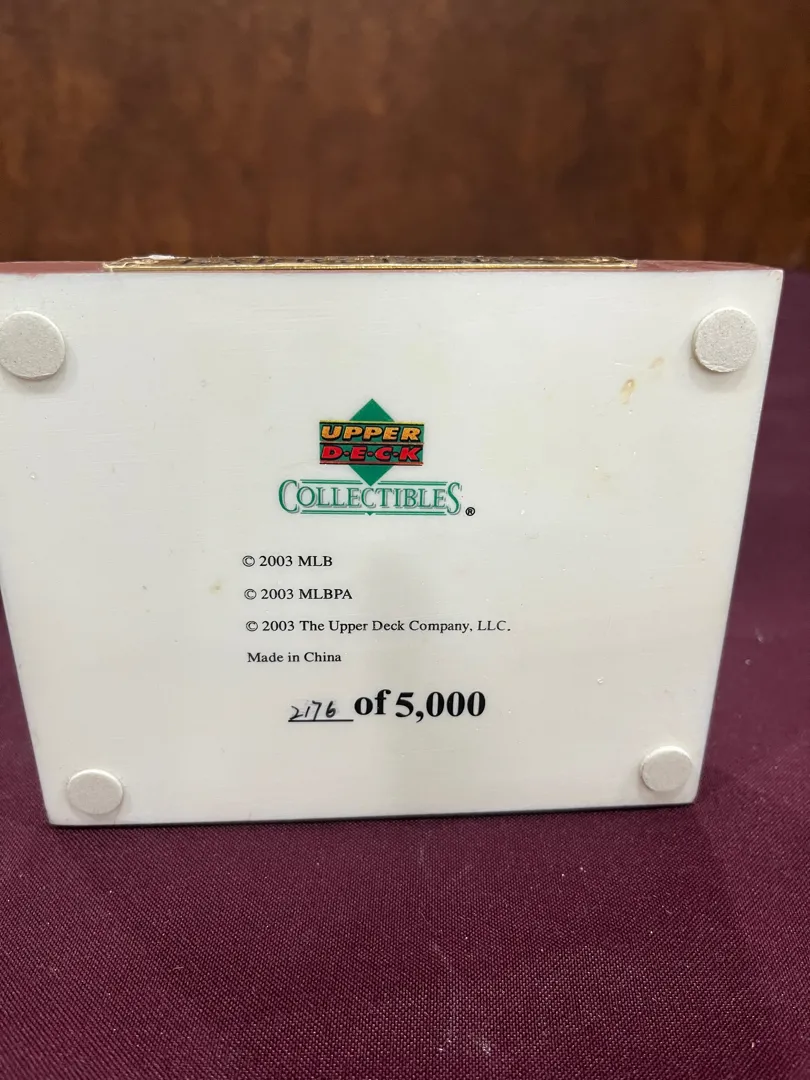 UPPER
D·E·C·K
COLLECTIBLES®
© 2003 MLB
© 2003 MLBPA
© 2003 The Upper Deck Company, LLC.
Made in China
2176 of 5,000